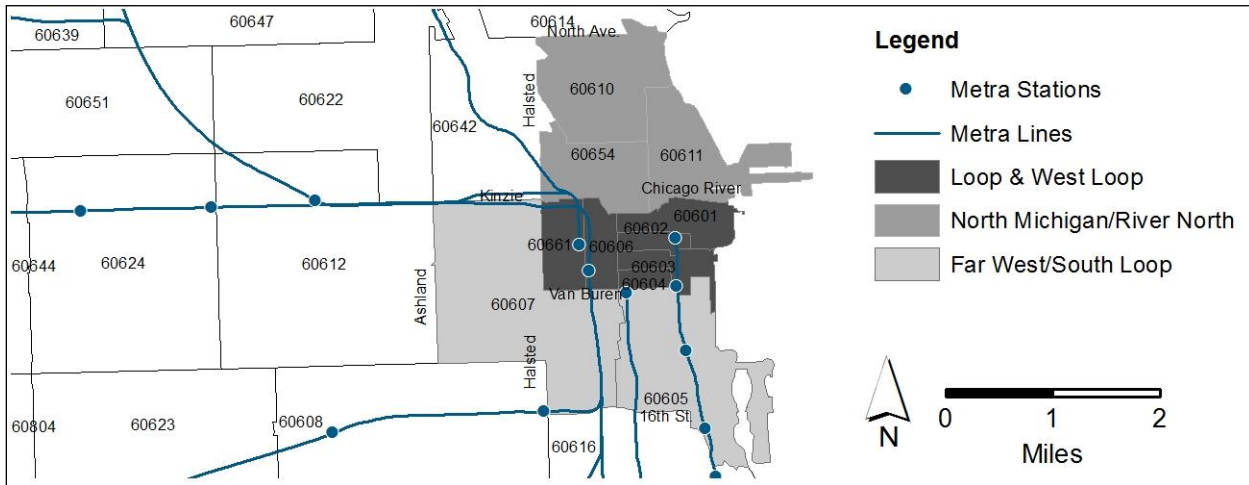 60639
60647
60614
North Ave.
60651
60622
60642
Halsted
60610
60654
60611
Kinzie
Chicago River
60601
60602
60661
60606
60603
60604
60644
60624
60612
Ashland
60607
Van Buren
Halsted
60605
16th St
60804
60623
60608
60616
Legend
Metra Stations
Metra Lines
Loop & West Loop
North Michigan/River North
Far West/South Loop
N
0 1 2
Miles